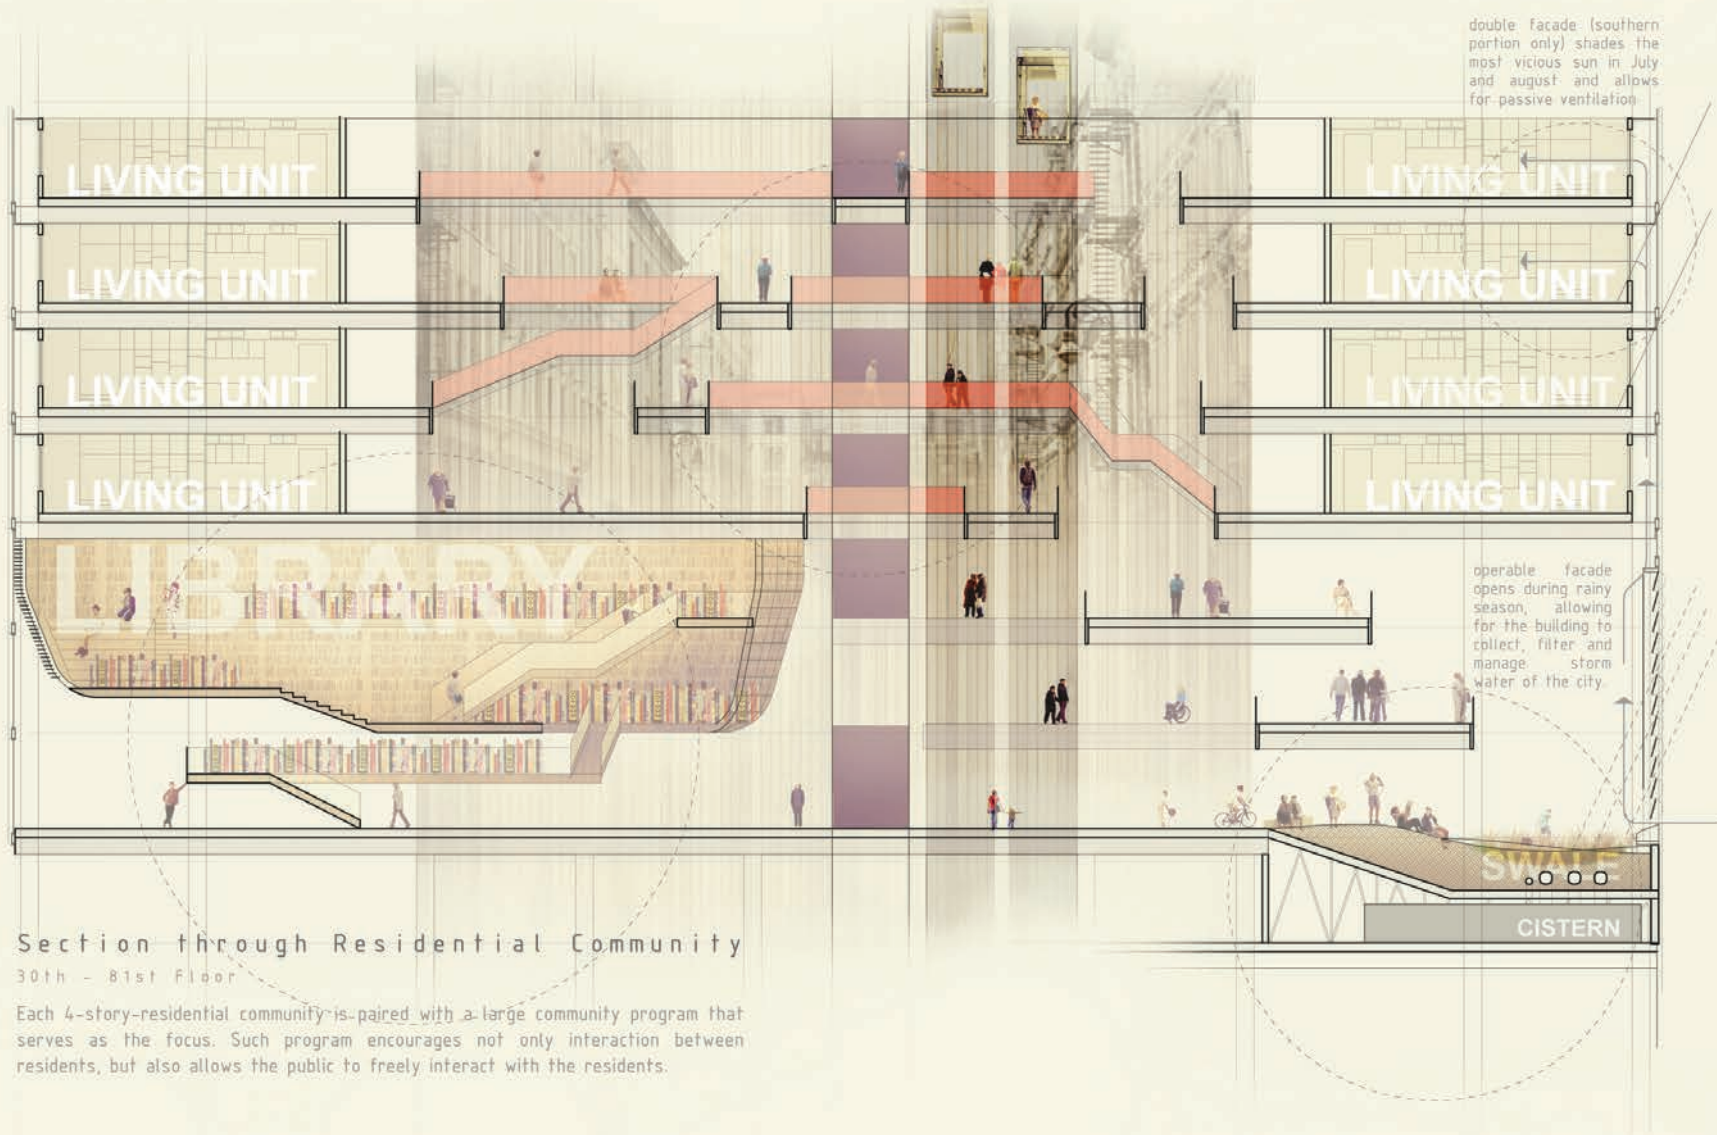 double facade (southern
portion only) shades the
most vicious sun in July
and august and allows
for passive ventilation
LIVING UNIT
LIVING UNIT
LIVING UNIT
LIVING UNIT
LIVING UNIT
LIVING UNIT
LIVING UNIT
LIVING UNIT
LIBRARY
operable facade
opens during rainy
season, allowing
for the building to
collect, filter and
manage storm
water of the city.
SWALE
CISTERN
Section through Residential Community
30th - 81st Floor
Each 4-story-residential community is paired with a large community program that
serves as the focus. Such program encourages not only interaction between
residents, but also allows the public to freely interact with the residents.